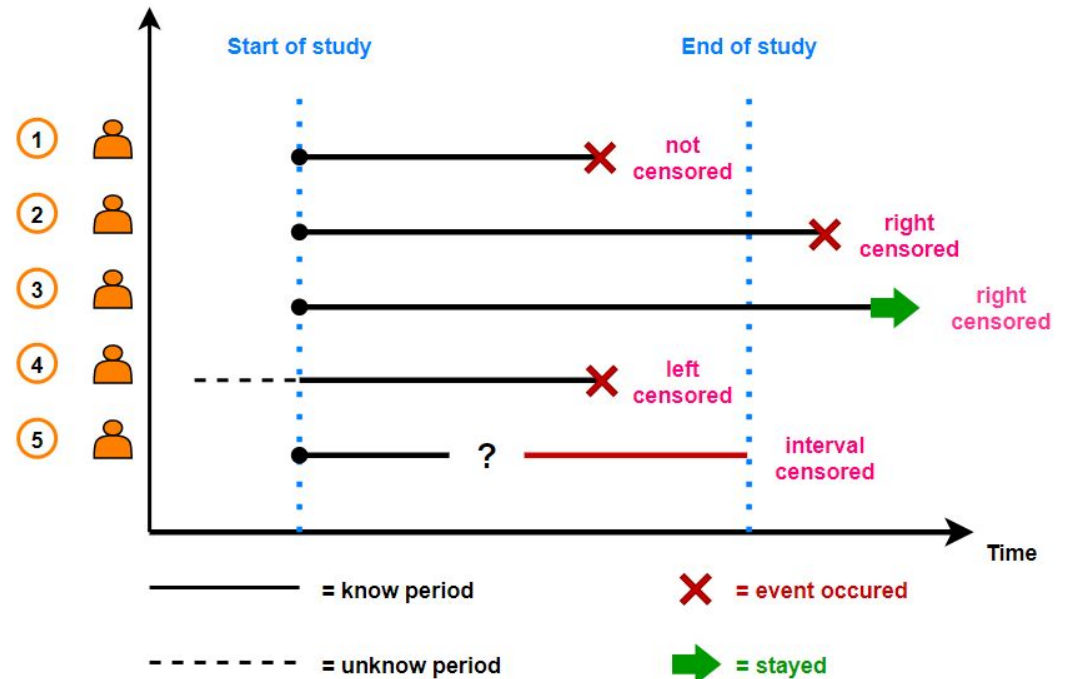 Start of study
End of study
1
not
censored
2
right
censored
3
right
censored
4
left
censored
5
?
interval
censored
Time
= know period
= event occured
= unknow period
= stayed